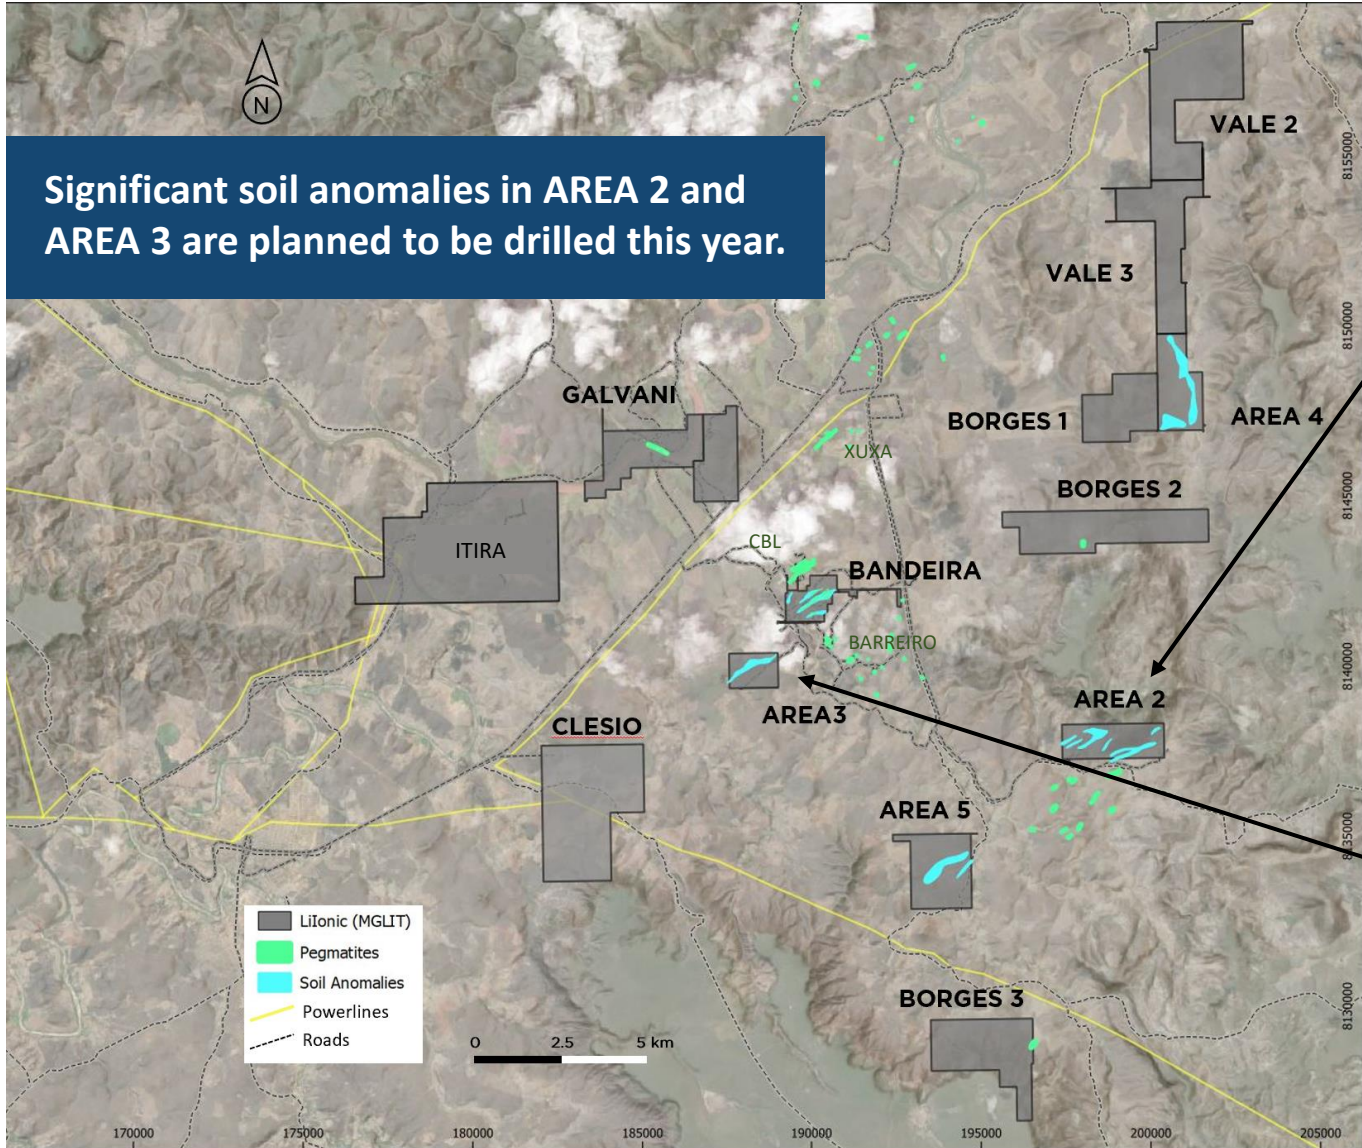 N
Significant soil anomalies in AREA 2 and
AREA 3 are planned to be drilled this year.
VALE 2
8155000
VALE 3
8150000
GALVANI
BORGES 1
AREA 4
XUXA
BORGES 2
8145000
ITIRA
CBL
BANDEIRA
BARREIRO
8140000
AREA 2
AREA3
CLESIO
AREA 5
8135000
LiIonic (MGLIT)
Pegmatites
Soil Anomalies
Powerlines
Roads
BORGES 3
8130000
0 2.5 5 km
170000 175000 180000 185000 190000 195000 200000 205000